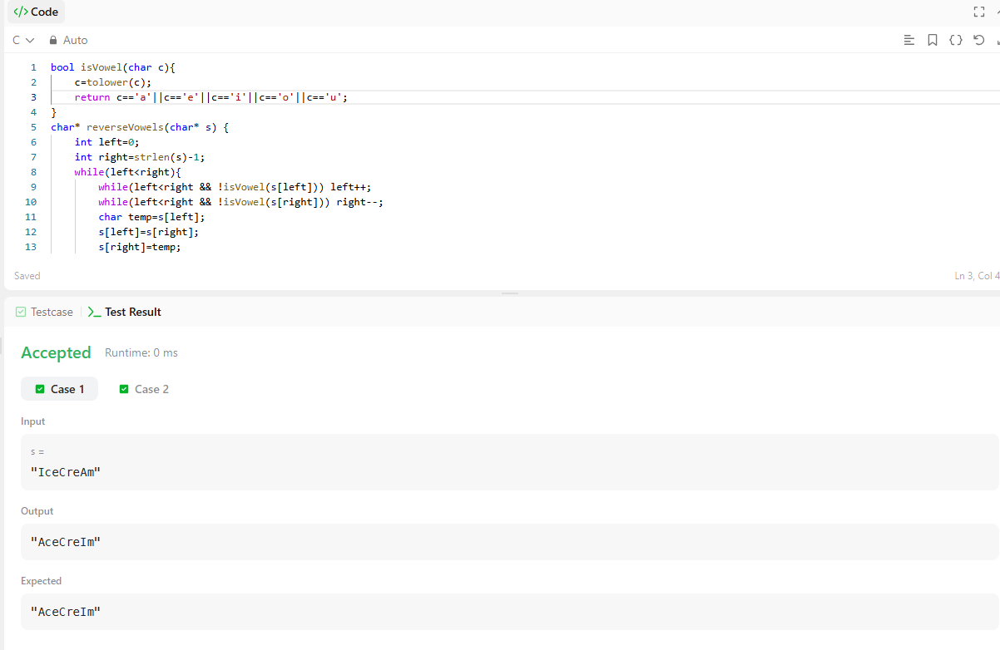 </> Code
C Auto
1 bool isVowel(char c){
2     c=tolower(c);
3     return c=='a'||c=='e'||c=='i'||c=='o'||c=='u';
4 }
5 char* reverseVowels(char* s) {
6     int left=0;
7     int right=strlen(s)-1;
8     while(left<right){
9         while(left<right && !isVowel(s[left])) left++;
10         while(left<right && !isVowel(s[right])) right--;
11         char temp=s[left];
12         s[left]=s[right];
13         s[right]=temp;
Saved Ln 3, Col 4
Testcase Test Result
Accepted Runtime: 0 ms
Case 1 Case 2
Input
s =
"IceCreAm"
Output
"AceCreIm"
Expected
"AceCreIm"